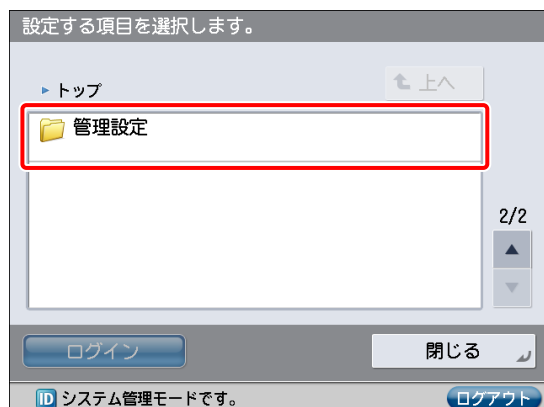 設定する項目を選択します。
トップ
上へ
管理設定
2/2
ログイン
閉じる
ID システム管理モードです。
ログアウト